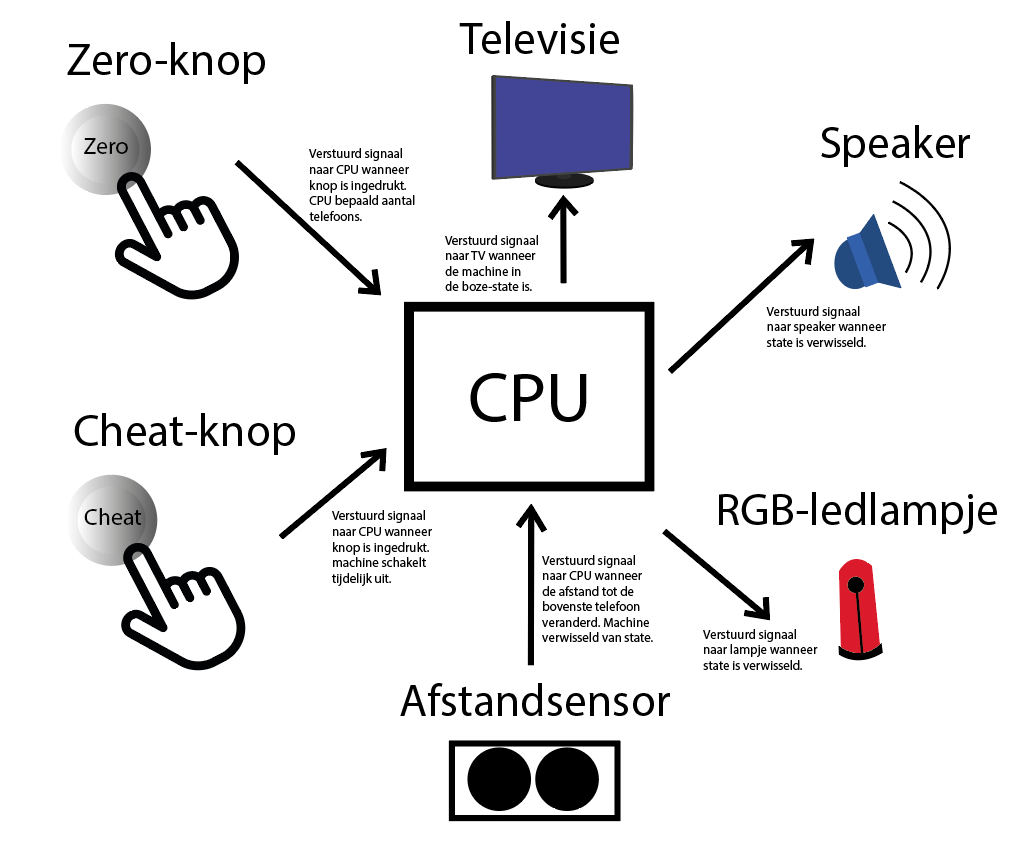 Zero-knop
Zero
Verstuurd signaal
naar CPU wanneer
knop is ingedrukt.
CPU bepaald aantal
telefoons.
Televisie
Verstuurd signaal
naar TV wanneer
de machine in
de boze-state is.
Speaker
Verstuurd signaal
naar speaker wanneer
state is verwisseld.
CPU
Cheat-knop
Cheat
Verstuurd signaal
naar CPU wanneer
knop is ingedrukt.
machine schakelt
tijdelijk uit.
Verstuurd signaal
naar CPU wanneer
de afstand tot de
bovenste telefoon
veranderd. Machine
verwisseld van state.
Afstandsensor
RGB-ledlampje
Verstuurd signaal
naar lampje wanneer
state is verwisseld.